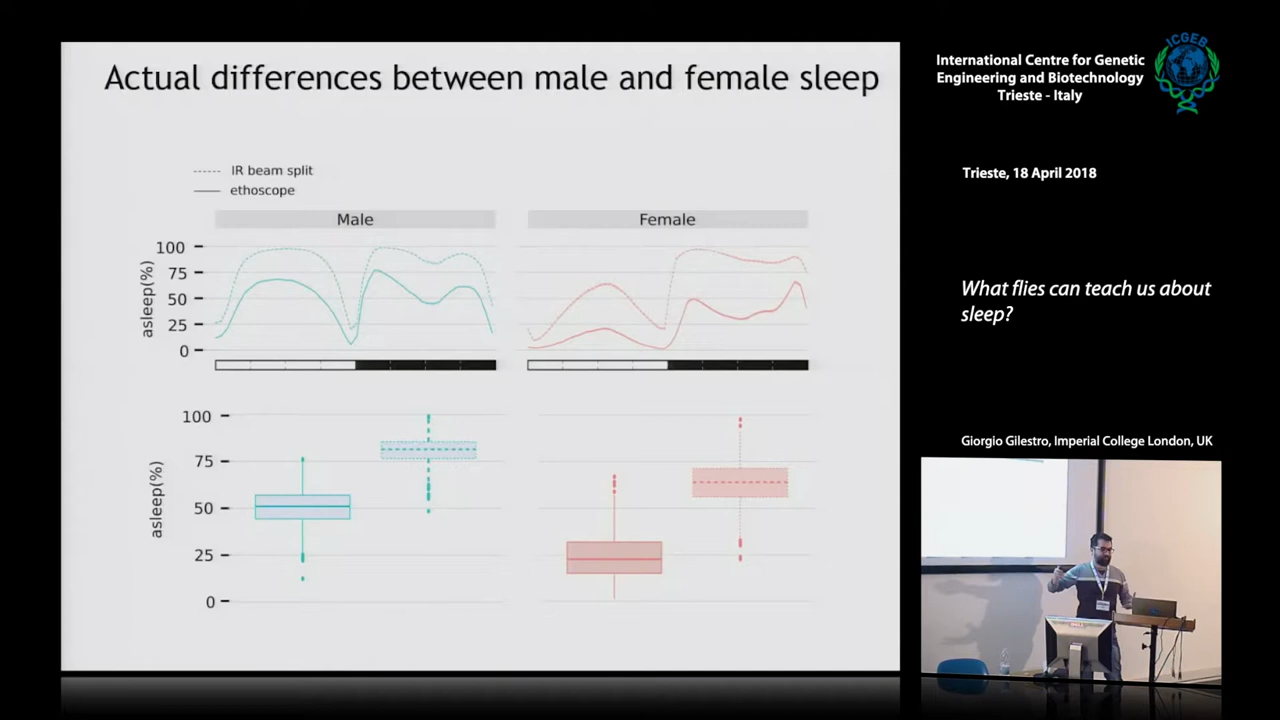 Actual differences between male and female sleep
IR beam split
ethoscope
Male
Female
100
75
50
25
0
asleep(%)
100
75
50
25
0
asleep(%)
ICGEB
International Centre for Genetic
Engineering and Biotechnology
Trieste - Italy
Trieste, 18 April 2018
What flies can teach us about
sleep?
Giorgio Gilestro, Imperial College London, UK